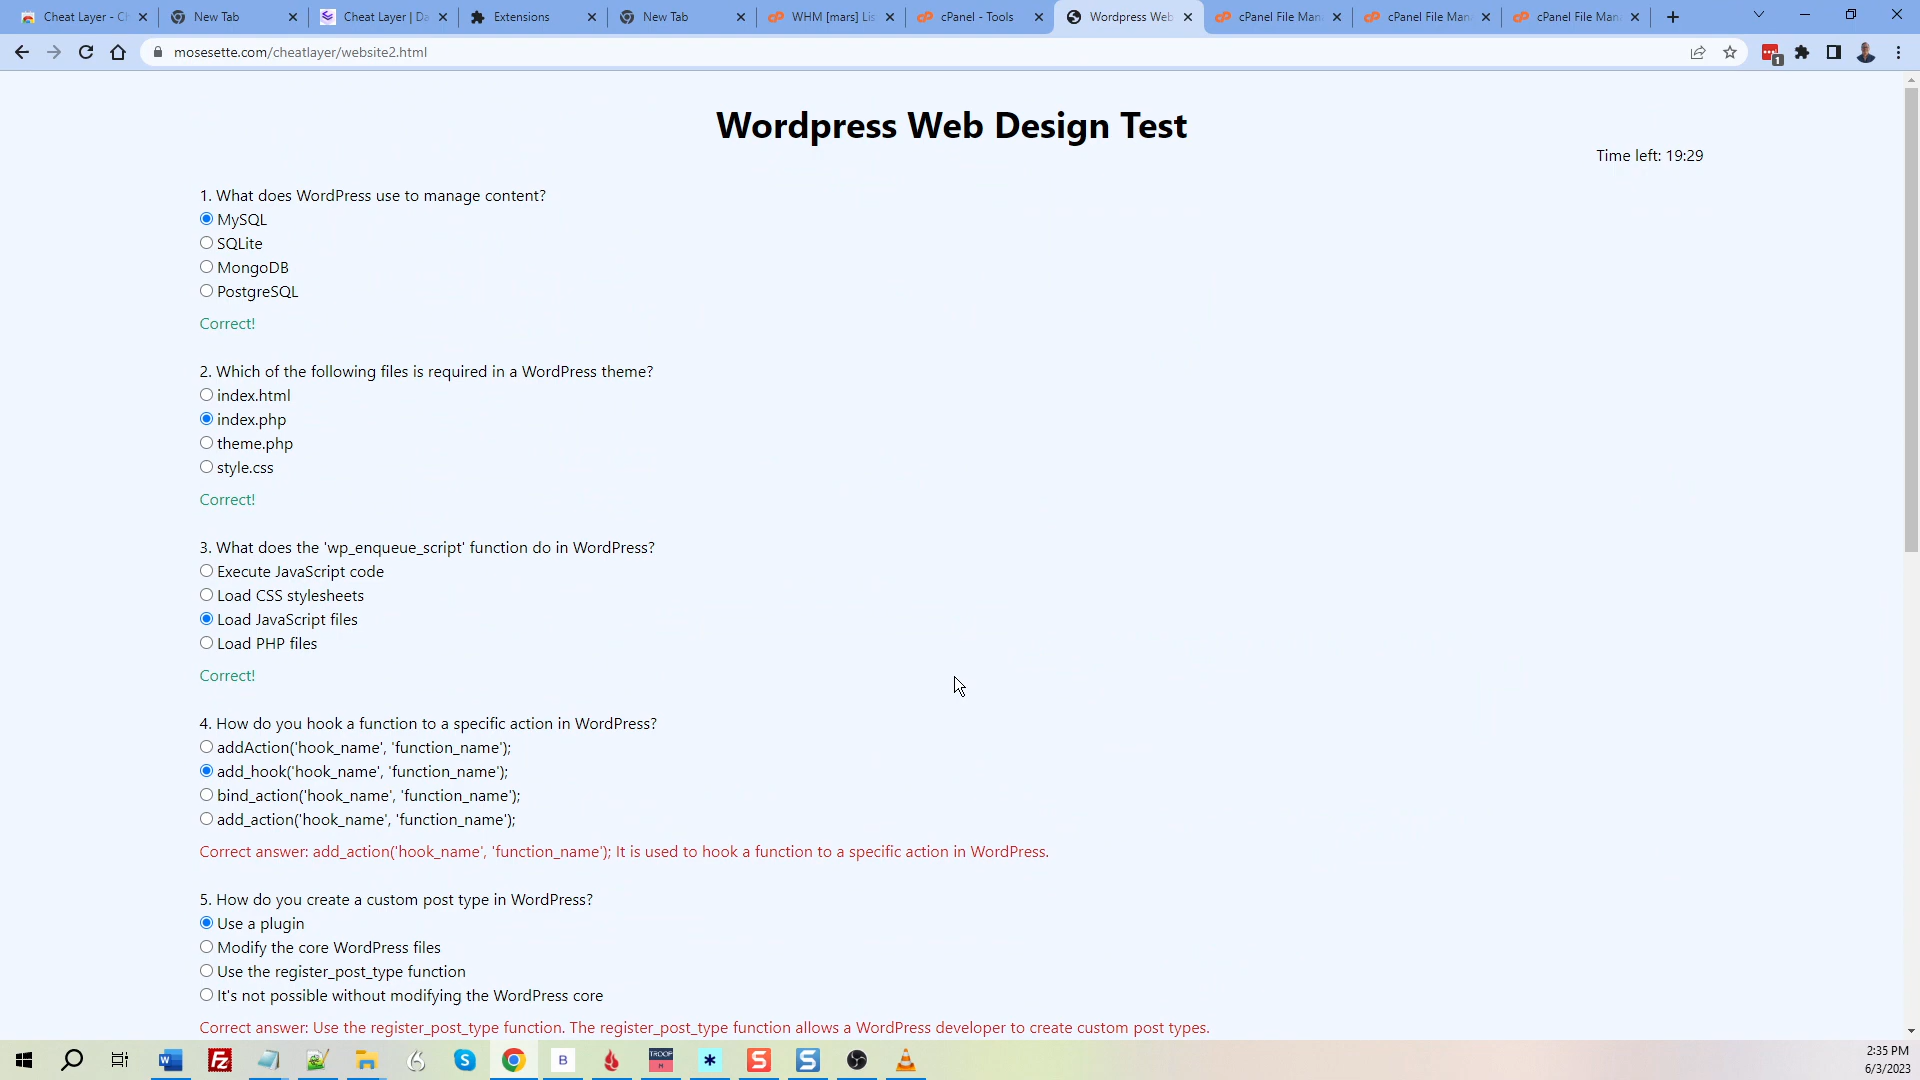 Cheat Layer - Ch
New Tab
Cheat Layer | Da
Extensions
New Tab
WHM [mars] Lis
cPanel - Tools
Wordpress Web
cPanel File Man
cPanel File Man
cPanel File Man
mosesette.com/cheatlayer/website2.html
1
Wordpress Web Design Test
Time left: 19:29
1. What does WordPress use to manage content?
MySQL
SQLite
MongoDB
PostgreSQL
Correct!
2. Which of the following files is required in a WordPress theme?
index.html
index.php
theme.php
style.css
Correct!
3. What does the 'wp_enqueue_script' function do in WordPress?
Execute JavaScript code
Load CSS stylesheets
Load JavaScript files
Load PHP files
Correct!
4. How do you hook a function to a specific action in WordPress?
addAction('hook_name', 'function_name');
add_hook('hook_name', 'function_name');
bind_action('hook_name', 'function_name');
add_action('hook_name', 'function_name');
Correct answer: add_action('hook_name', 'function_name'); It is used to hook a function to a specific action in WordPress.
5. How do you create a custom post type in WordPress?
Use a plugin
Modify the core WordPress files
Use the register_post_type function
It's not possible without modifying the WordPress core
Correct answer: Use the register_post_type function. The register_post_type function allows a WordPress developer to create custom post types.
TROOP
M
2:35 PM
6/3/2023